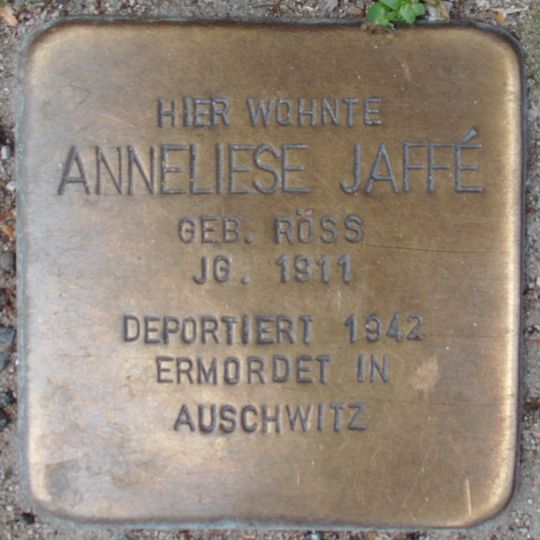 HIER WOHNTE
ANNELIESE JAFFÉ
GEB. RÖSS
JG. 1911
DEPORTIERT 1942
ERMORDET IN
AUSCHWITZ